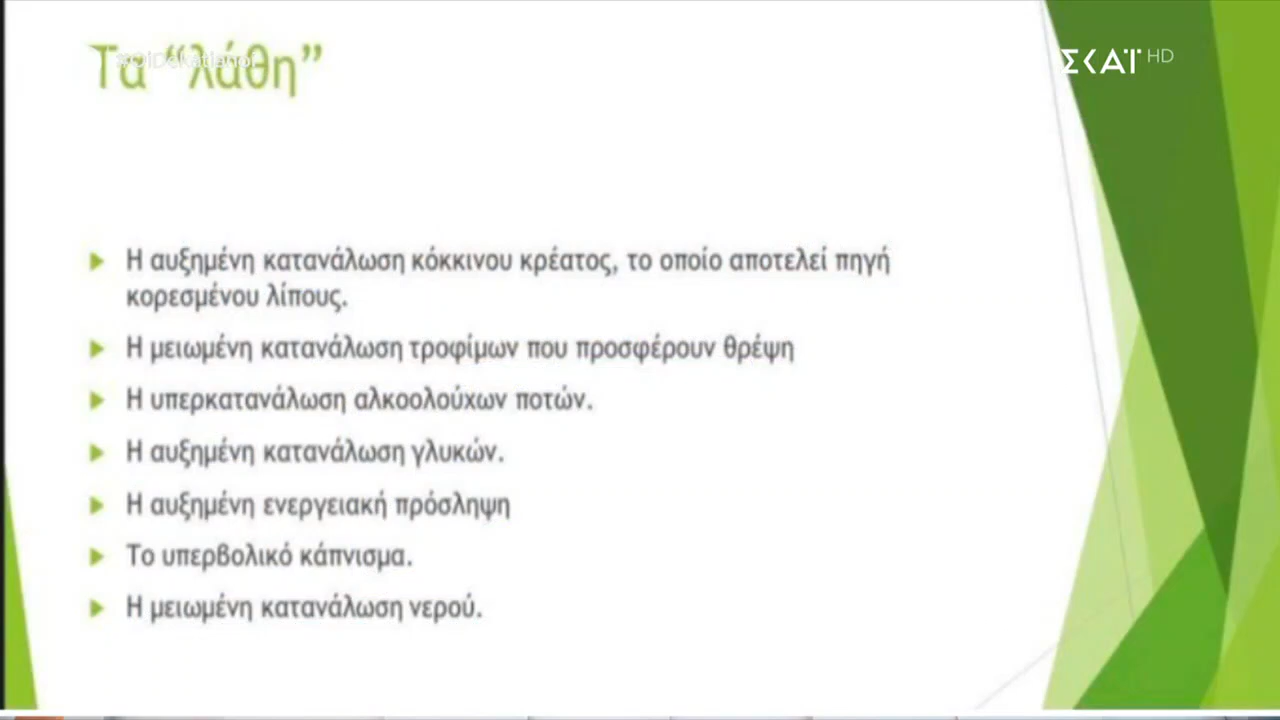 Τα “λάθη”
#OiDekatianoi
ΣΚΑΪ HD
Η αυξημένη κατανάλωση κόκκινου κρέατος, το οποίο αποτελεί πηγή
κορεσμένου λίπους.
Η μειωμένη κατανάλωση τροφίμων που προσφέρουν θρέψη
Η υπερκατανάλωση αλκοολούχων ποτών.
Η αυξημένη κατανάλωση γλυκών.
Η αυξημένη ενεργειακή πρόσληψη
Το υπερβολικό κάπνισμα.
Η μειωμένη κατανάλωση νερού.